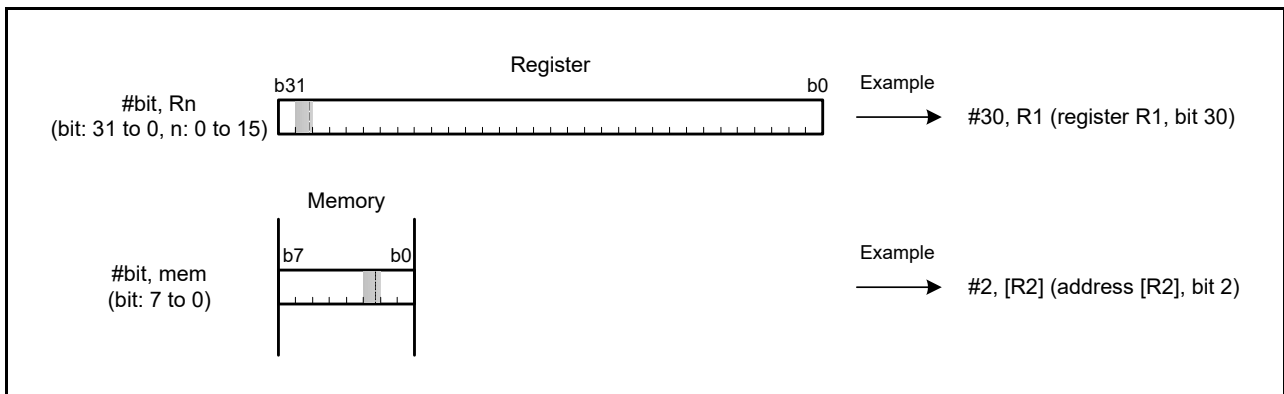 Register
b31
b0
#bit, Rn
(bit: 31 to 0, n: 0 to 15)
Example
#30, R1 (register R1, bit 30)
Memory
b7
b0
#bit, mem
(bit: 7 to 0)
Example
#2, [R2] (address [R2], bit 2)